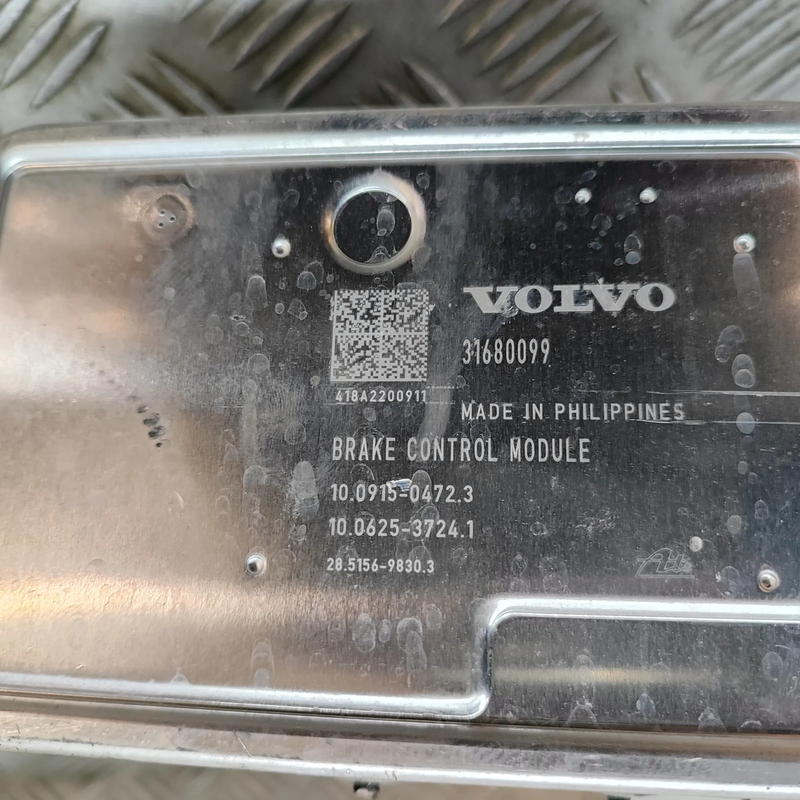 VOLVO
31680099
418A2200911
MADE IN PHILIPPINES
BRAKE CONTROL MODULE
10.0915-0472.3
10.0625-3724.1
28.5156-9830.3
Ate